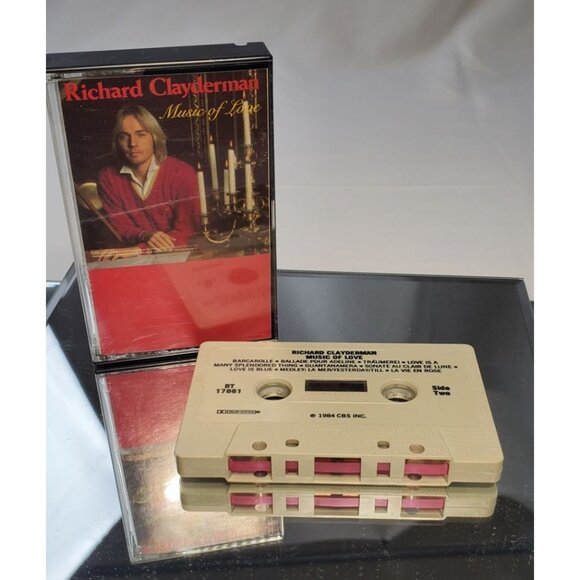 Richard Clayderman
Music of Love
RICHARD CLAYDERMAN
MUSIC OF LOVE
BARCAROLLE • BALLADE POUR ADELINE • TRÄUMEREI • LOVE IS A
MANY SPLENDORED THING • GUANTANAMERA • SONATE AU CLAIR DE LUNE •
LOVE IS BLUE • MEDLEY: LA MER/YESTERDAY/TILL • LA VIE EN ROSE
BT
17661
Side
Two
DOLBY SYSTEM
℗ 1984 CBS INC.